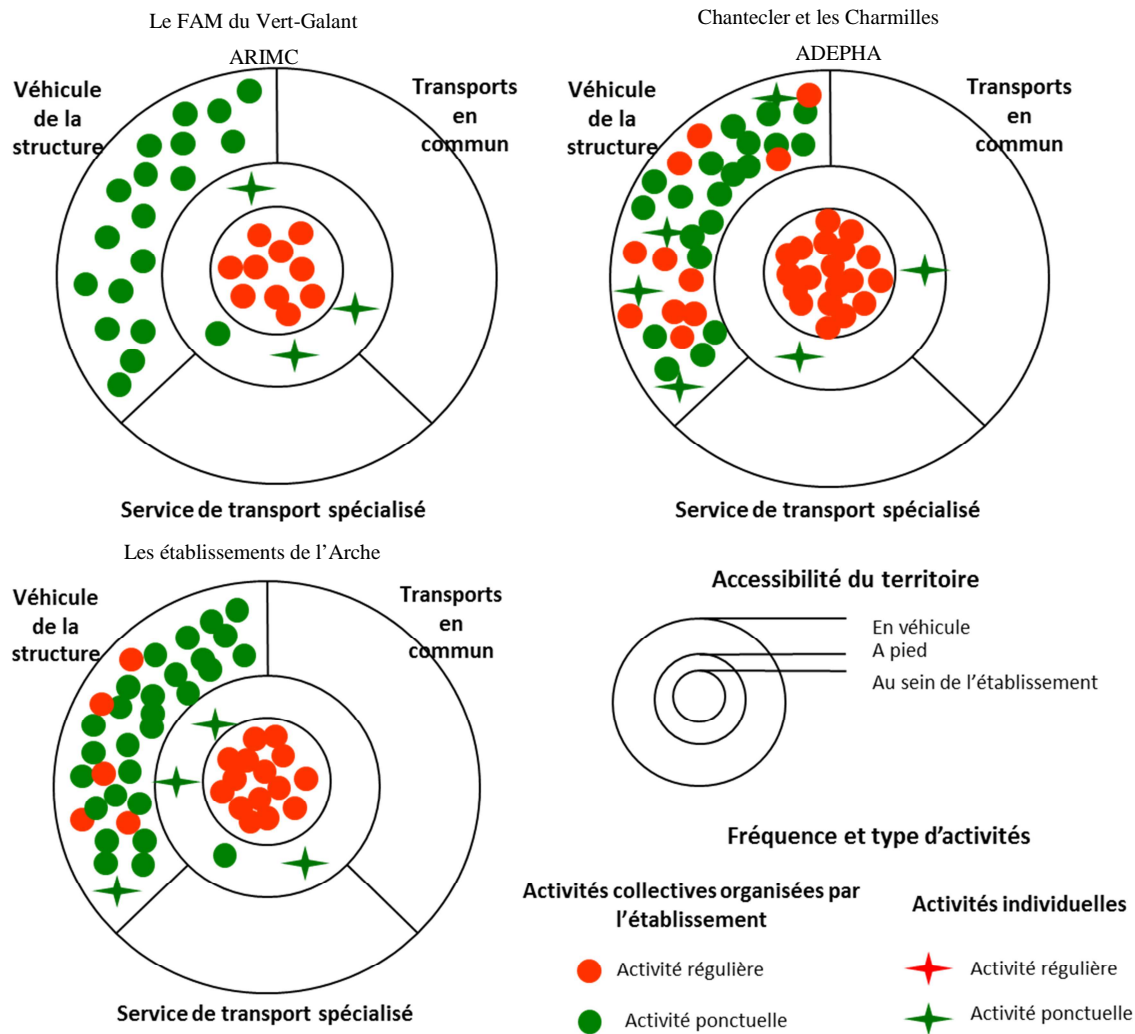 Le FAM du Vert-Galant
ARIMC
Véhicule
de la
structure
Transports
en
commun
Service de transport spécialisé
Chantecler et les Charmilles
ADEPHA
Véhicule
de la
structure
Transports
en
commun
Service de transport spécialisé
Les établissements de l’Arche
Véhicule
de la
structure
Transports
en
commun
Service de transport spécialisé
Accessibilité du territoire
En véhicule
A pied
Au sein de l’établissement
Fréquence et type d’activités
Activités collectives organisées par
l’établissement
Activité régulière
Activité ponctuelle
Activités individuelles
Activité régulière
Activité ponctuelle